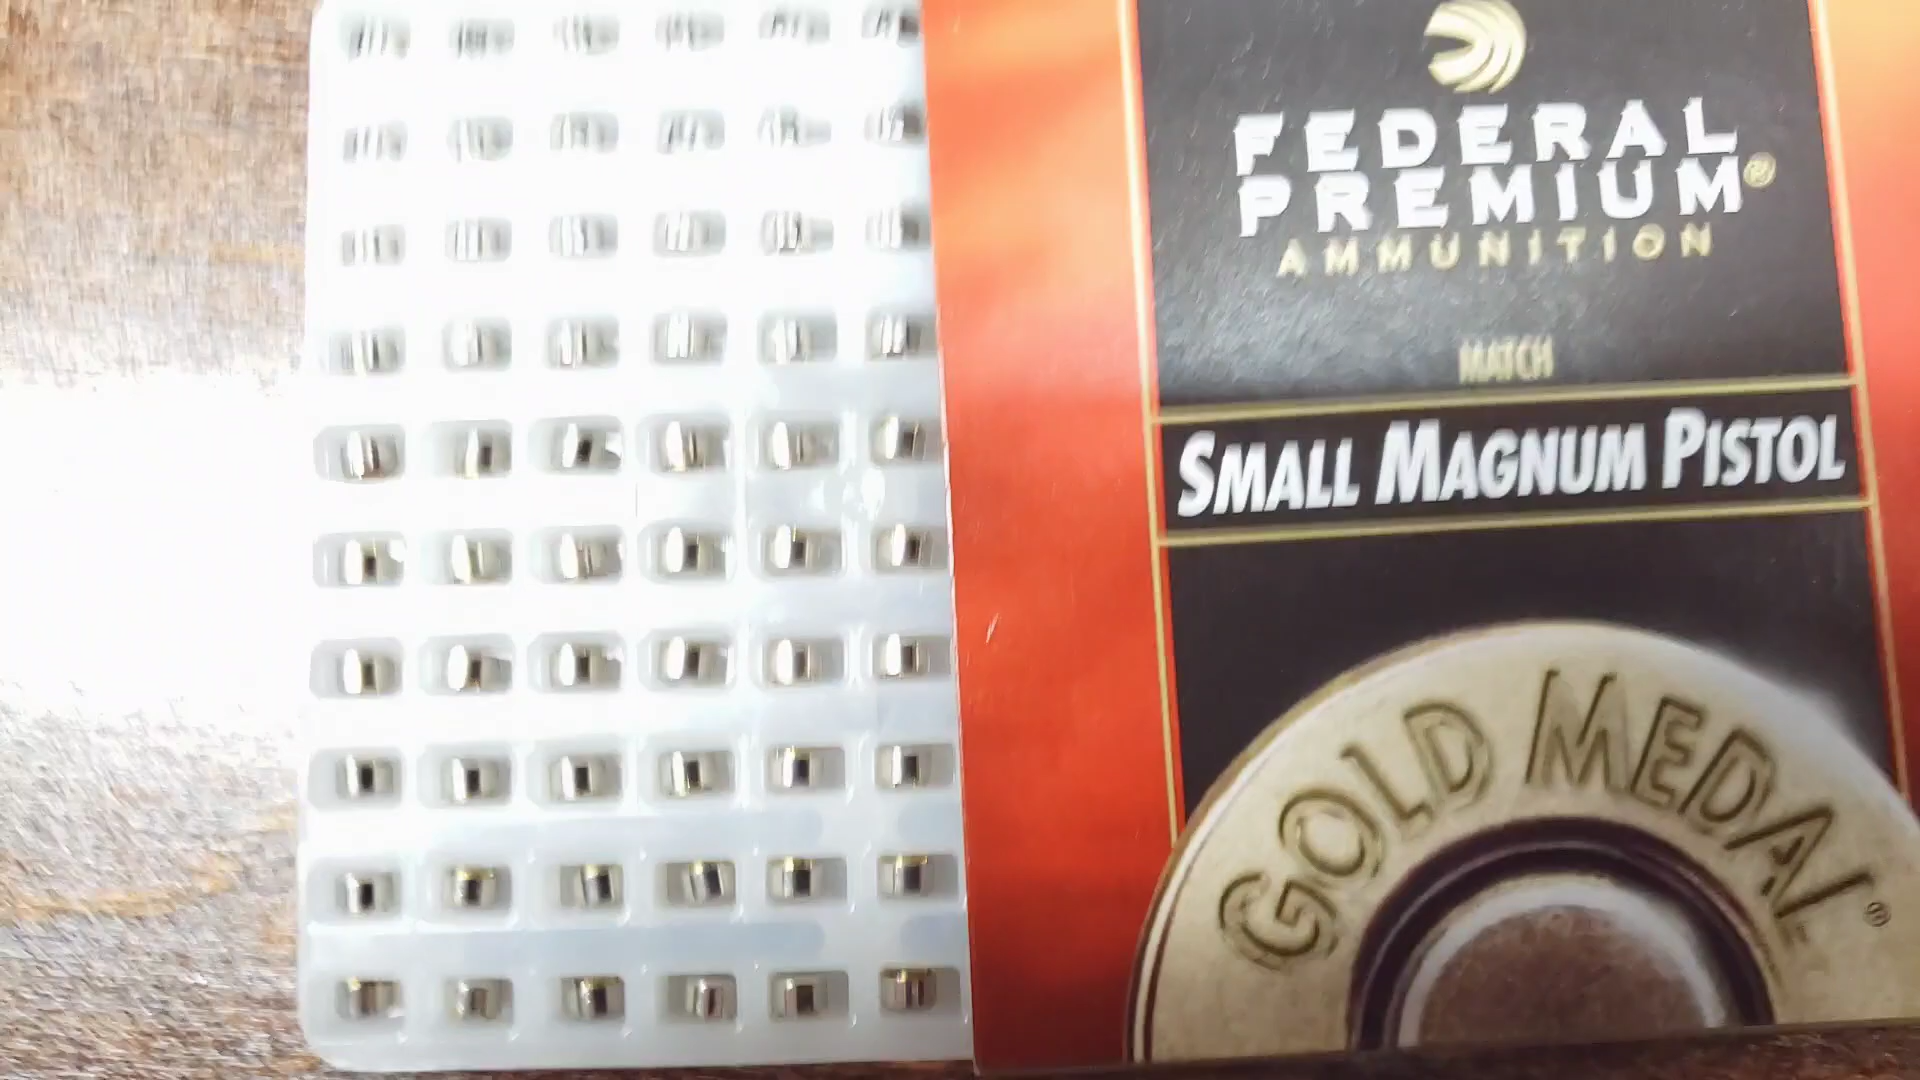 FEDERAL
PREMIUM®
AMMUNITION
MATCH
SMALL MAGNUM PISTOL
GOLD MEDAL®